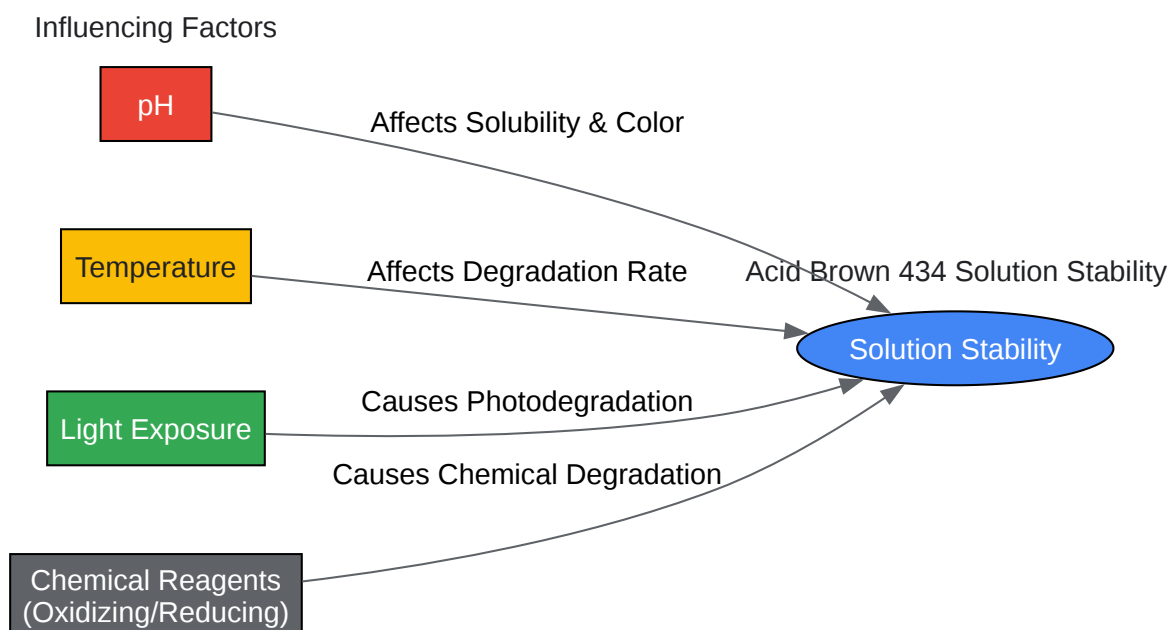 Influencing Factors
pH
Affects Solubility & Color
Temperature
Affects Degradation Rate
Acid Brown 434 Solution Stability
Solution Stability
Light Exposure
Causes Photodegradation
Causes Chemical Degradation
Chemical Reagents
(Oxidizing/Reducing)